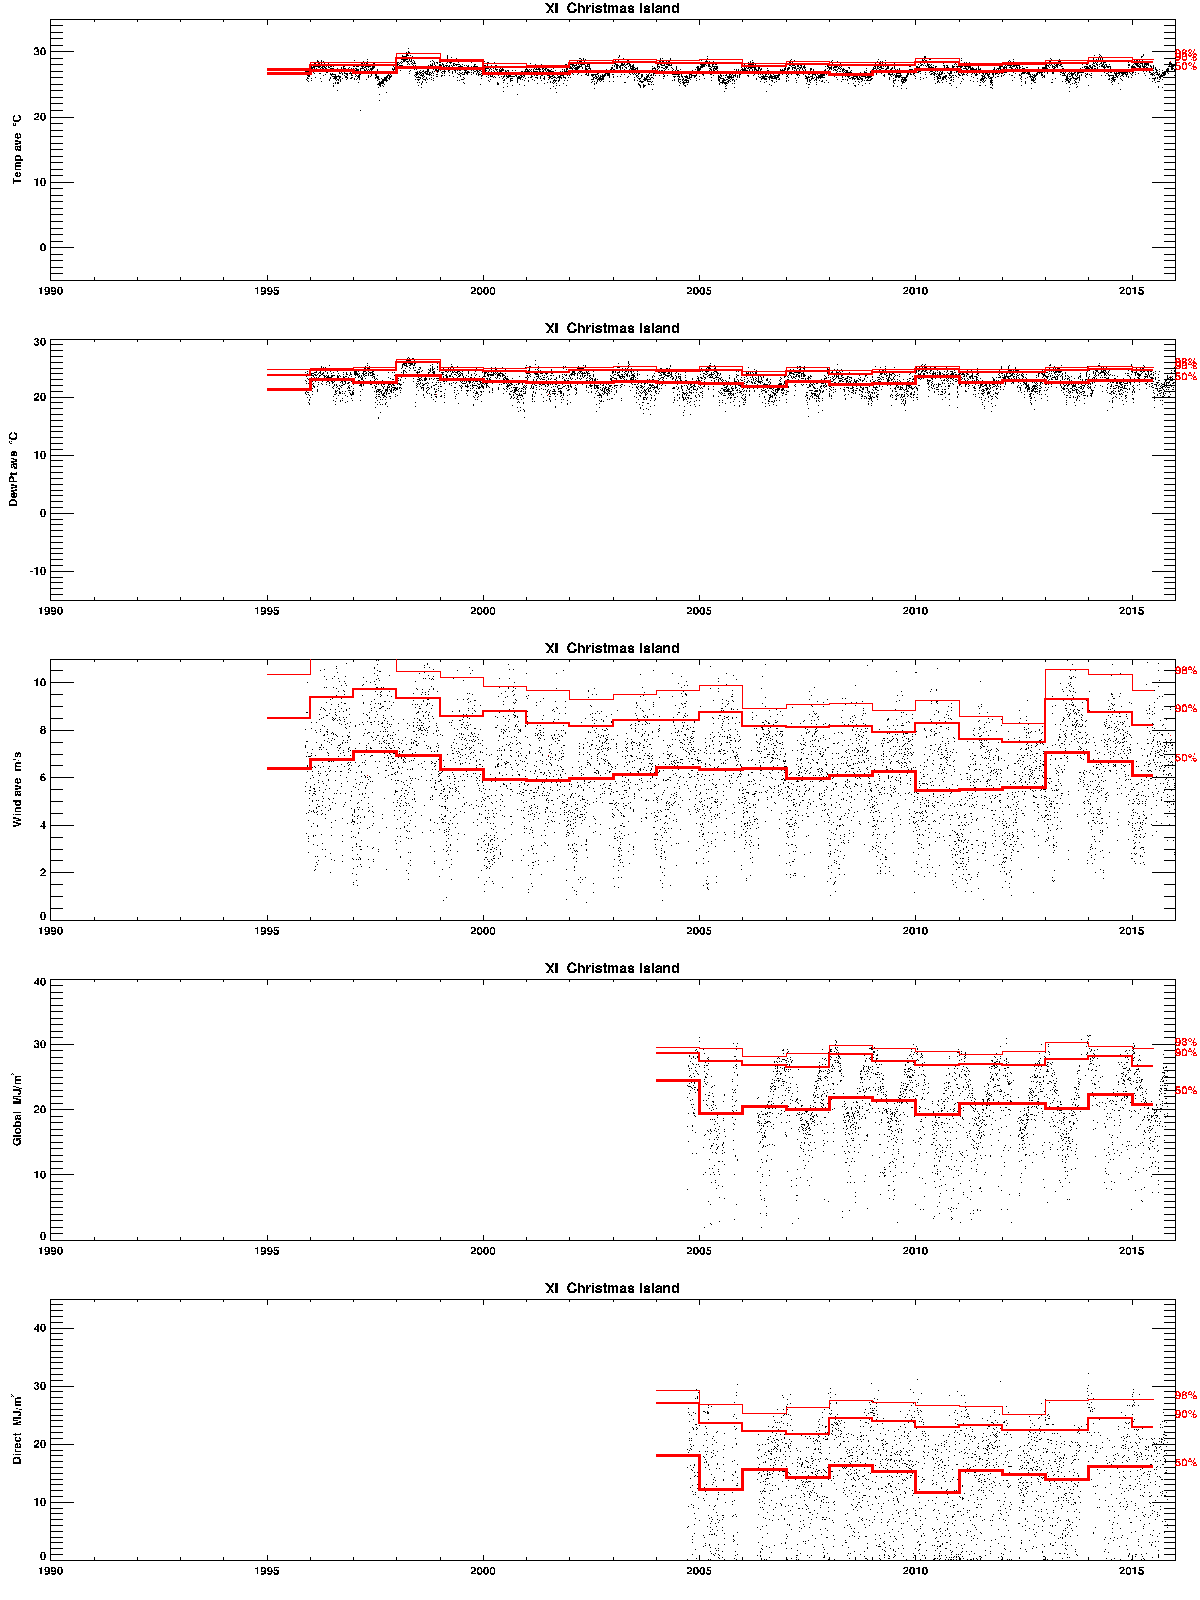 XI Christmas Island
30
20
10
0
Temp ave °C
98%
90%
50%
1990 1995 2000 2005 2010 2015
XI Christmas Island
30
20
10
0
-10
DewPt ave °C
98%
90%
50%
1990 1995 2000 2005 2010 2015
XI Christmas Island
10
8
6
4
2
0
Wind ave m/s
98%
90%
50%
1990 1995 2000 2005 2010 2015
XI Christmas Island
40
30
20
10
0
Global MJ/m²
98%
90%
50%
1990 1995 2000 2005 2010 2015
XI Christmas Island
40
30
20
10
0
Direct MJ/m²
98%
90%
50%
1990 1995 2000 2005 2010 2015